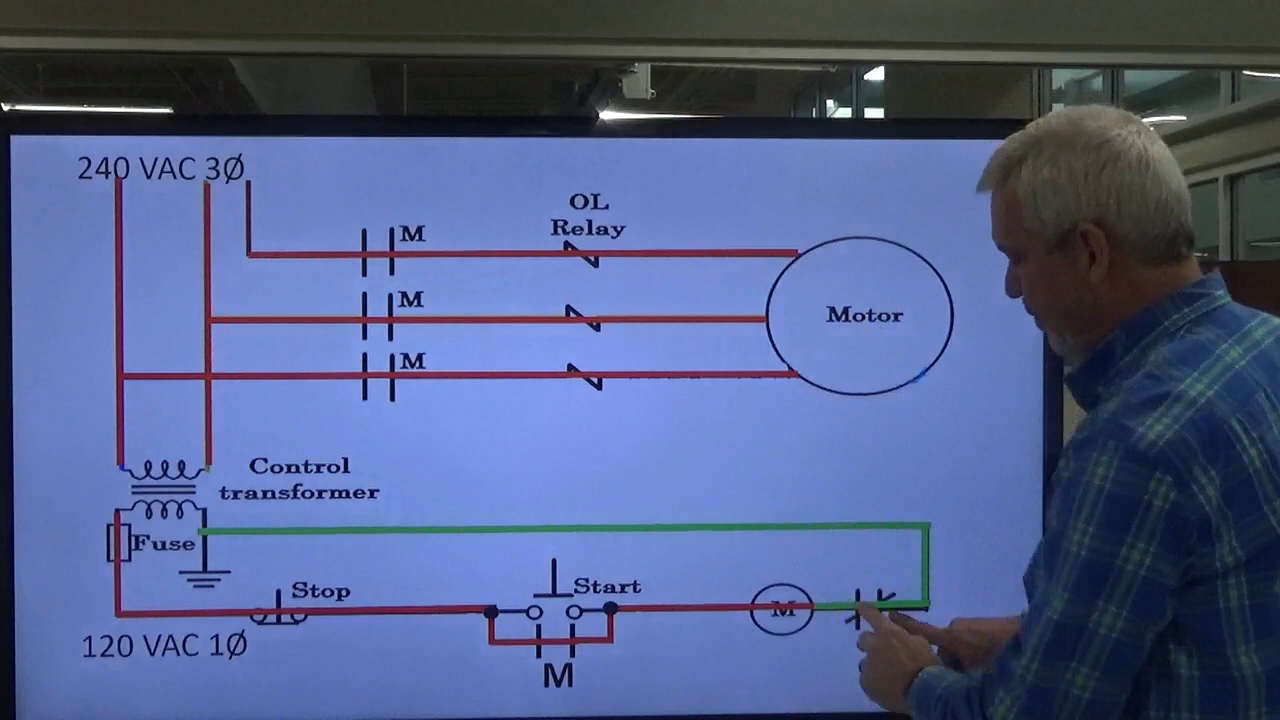 240 VAC 3Ø
OL
Relay
M
M
M
Motor
Control
transformer
Fuse
Stop
Start
M
120 VAC 1Ø
M